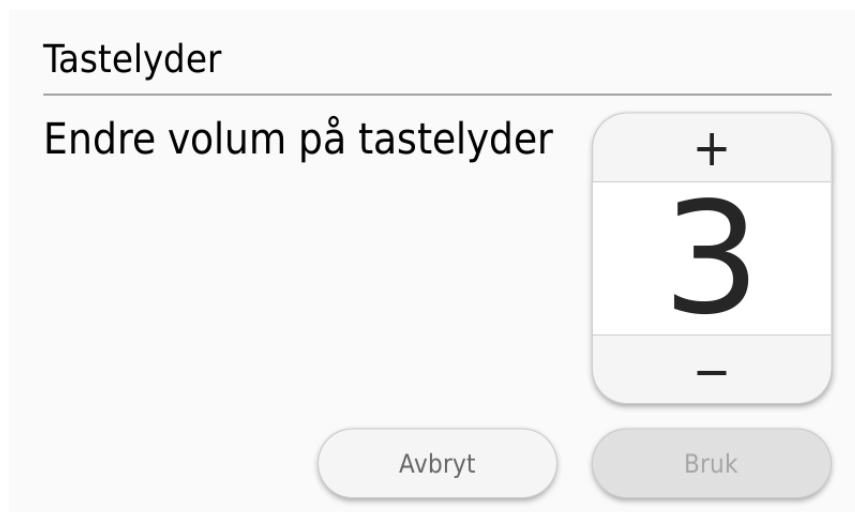 Tastelyder
Endre volum på tastelyder
+
3
−
Avbryt
Bruk